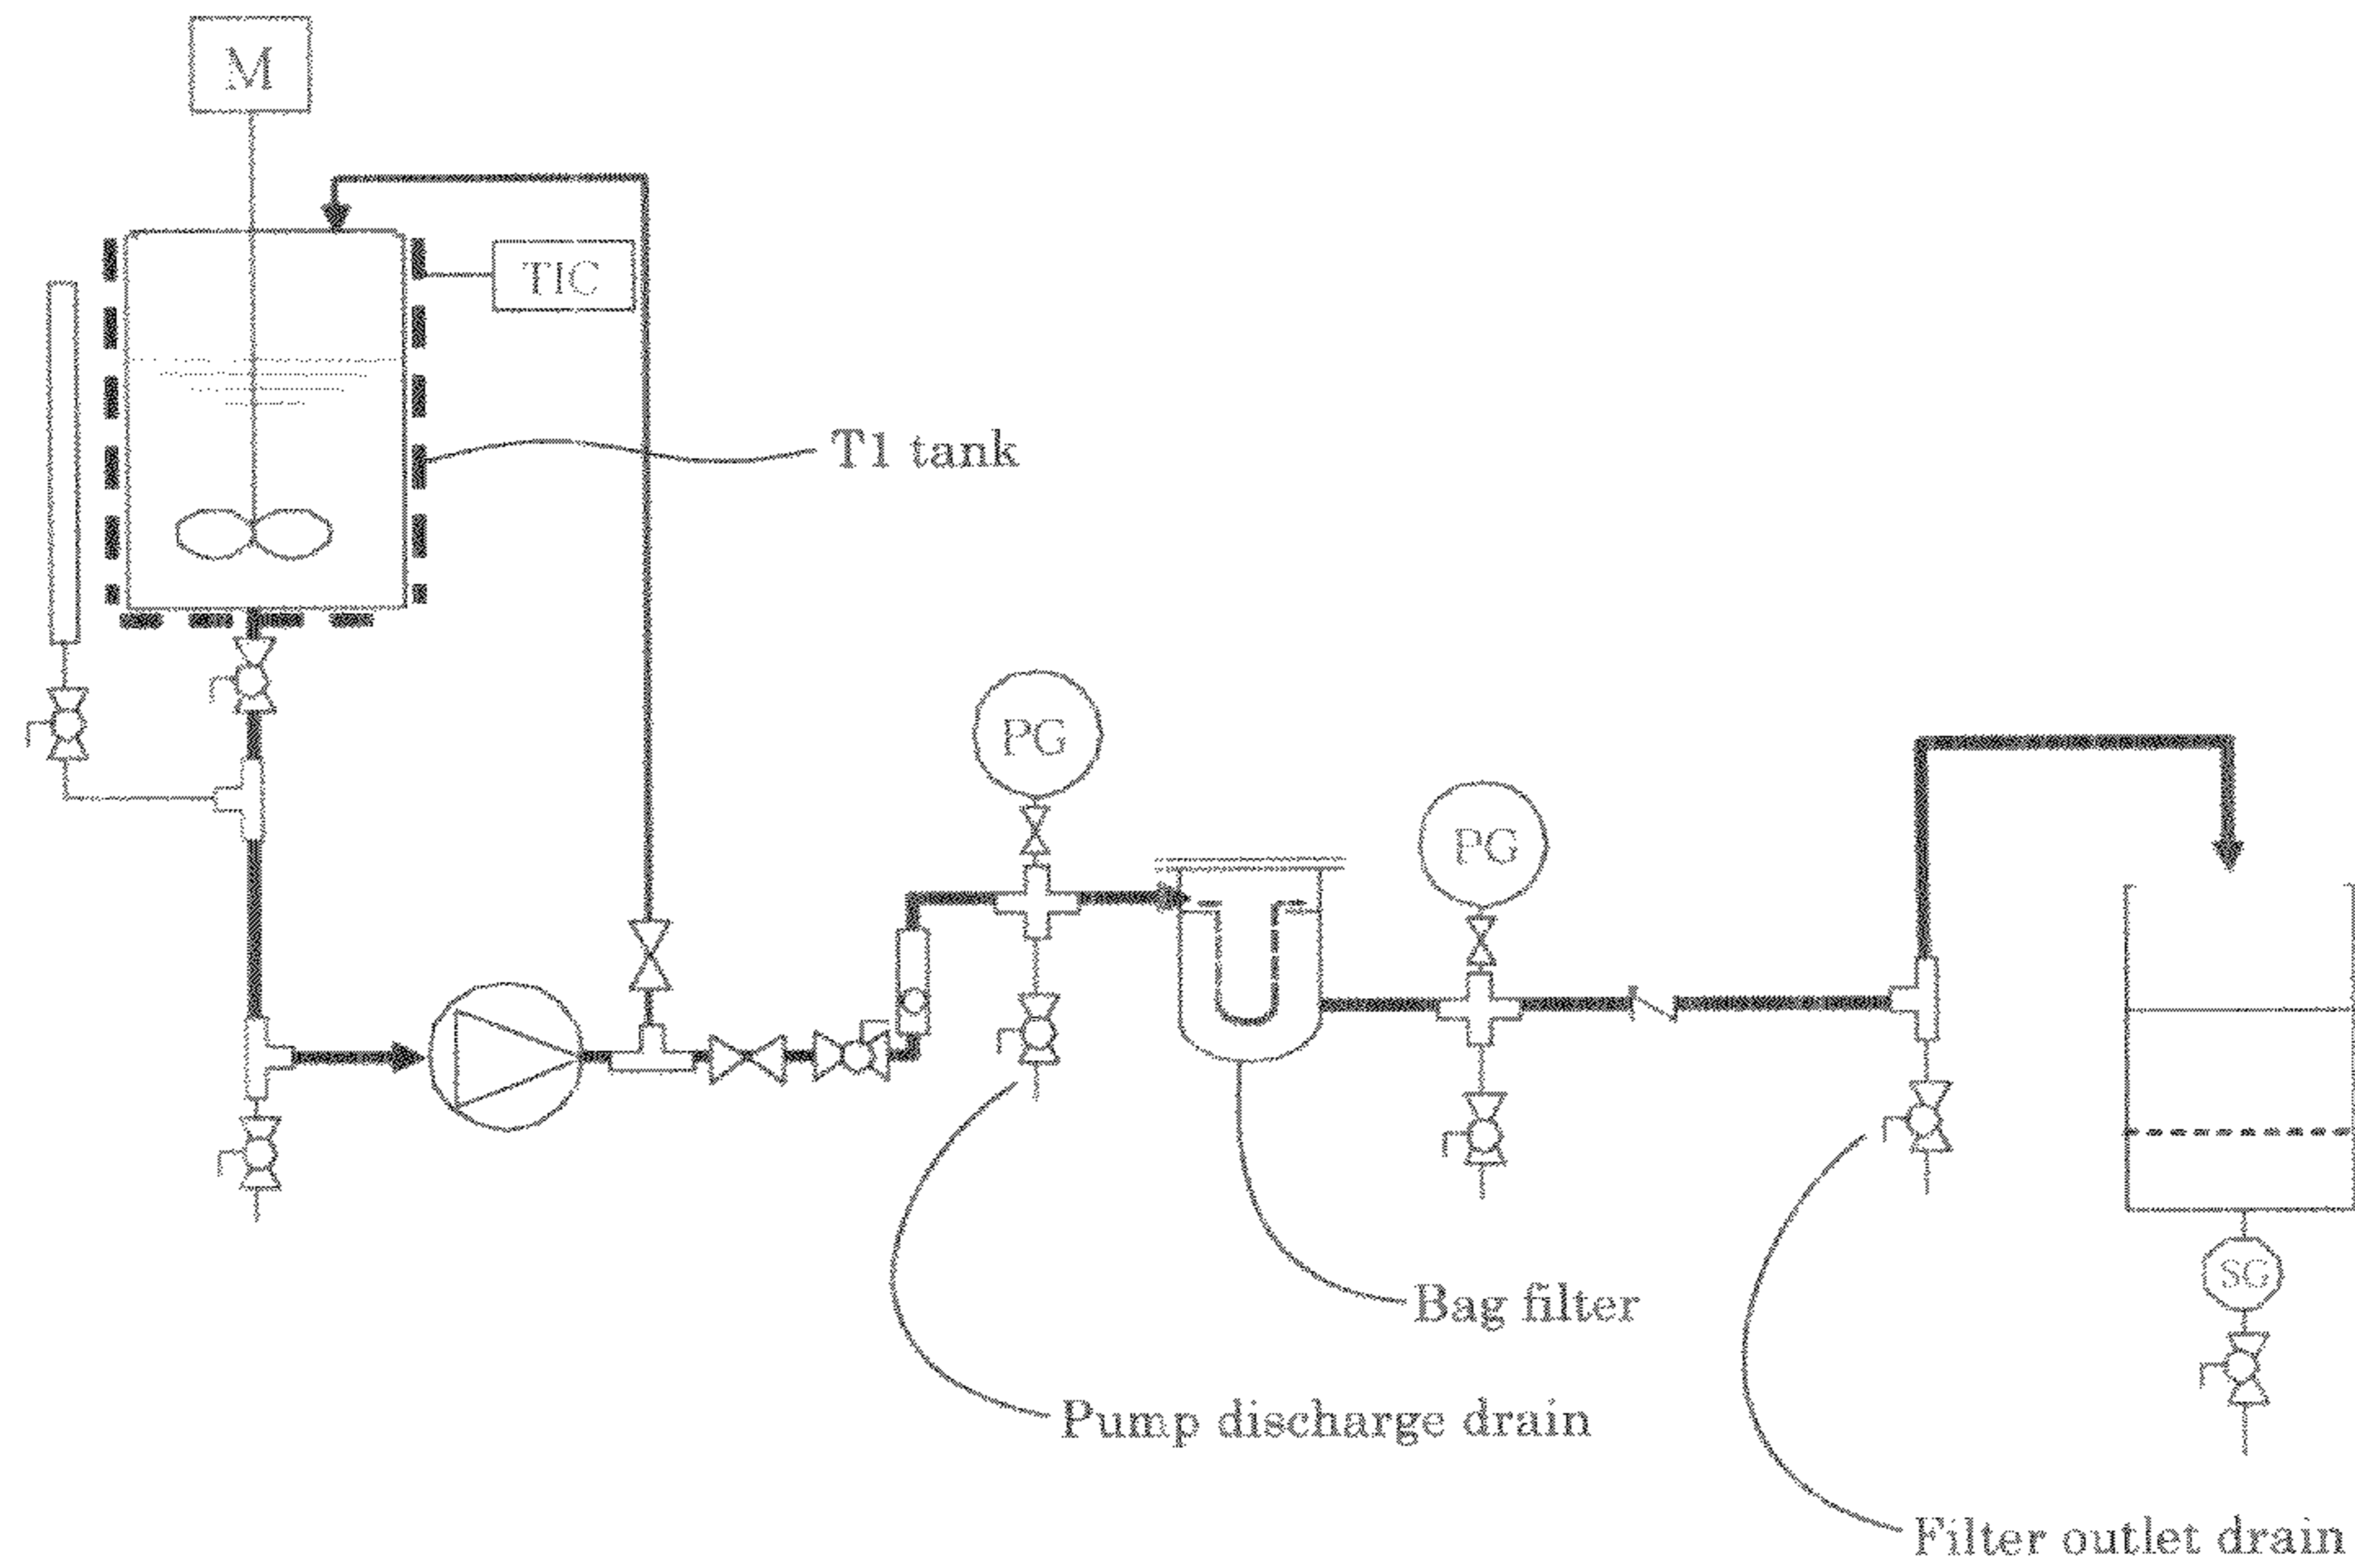 M
TIC
T1 tank
PG
PG
SG
Bag filter
Pump discharge drain
Filter outlet drain